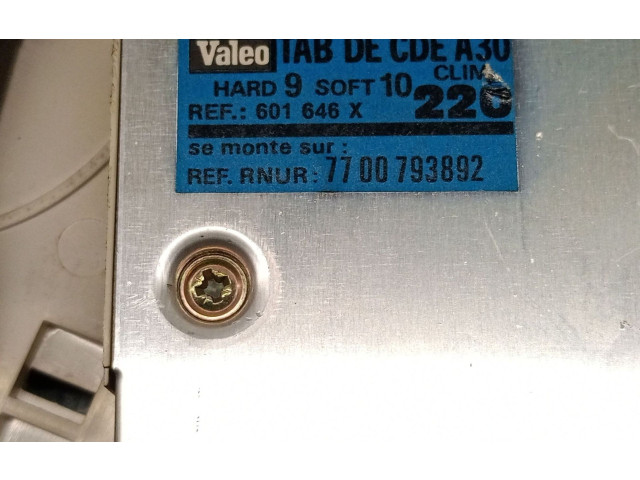 Valeo TAB DE CDE A30
CLIM
HARD 9 SOFT 10
REF.: 601 646 X
se monte sur :
REF. RNUR: 77 00 793892